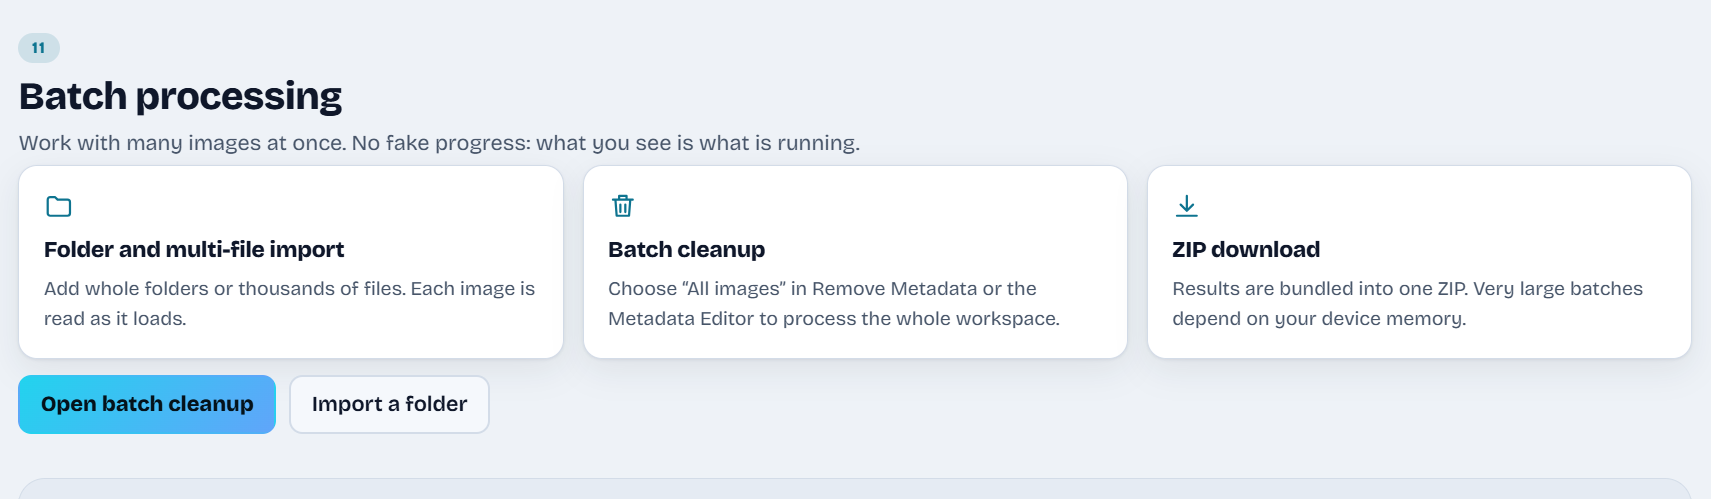 11
Batch processing
Work with many images at once. No fake progress: what you see is what is running.
Folder and multi-file import
Add whole folders or thousands of files. Each image is
read as it loads.
Batch cleanup
Choose “All images” in Remove Metadata or the
Metadata Editor to process the whole workspace.
ZIP download
Results are bundled into one ZIP. Very large batches
depend on your device memory.
Open batch cleanup
Import a folder